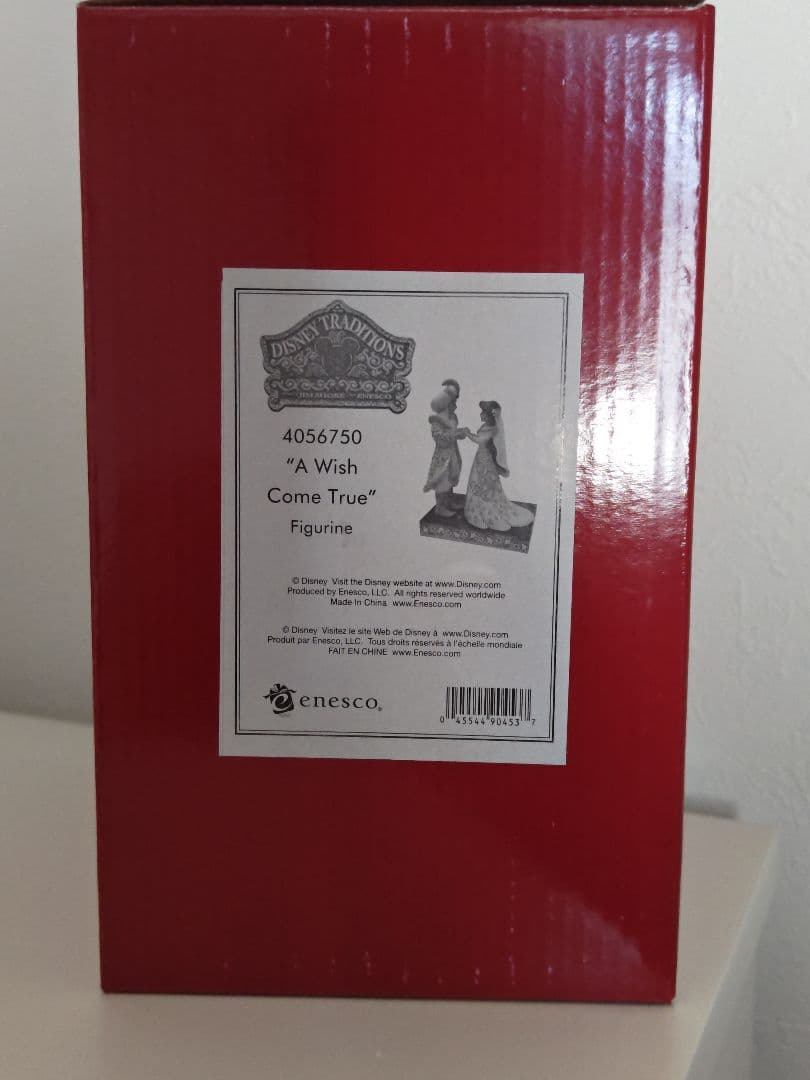 DISNEY TRADITIONS
JIM SHORE ENESCO
4056750
"A Wish
Come True"
Figurine
© Disney Visit the Disney website at www.Disney.com
Produced by Enesco, LLC. All rights reserved worldwide
Made In China www.Enesco.com
© Disney Visitez le site Web de Disney à www.Disney.com
Produit par Enesco, LLC. Tous droits réservés à l'échelle mondiale
FAIT EN CHINE www.Enesco.com
enesco®
0 45544 90453 7